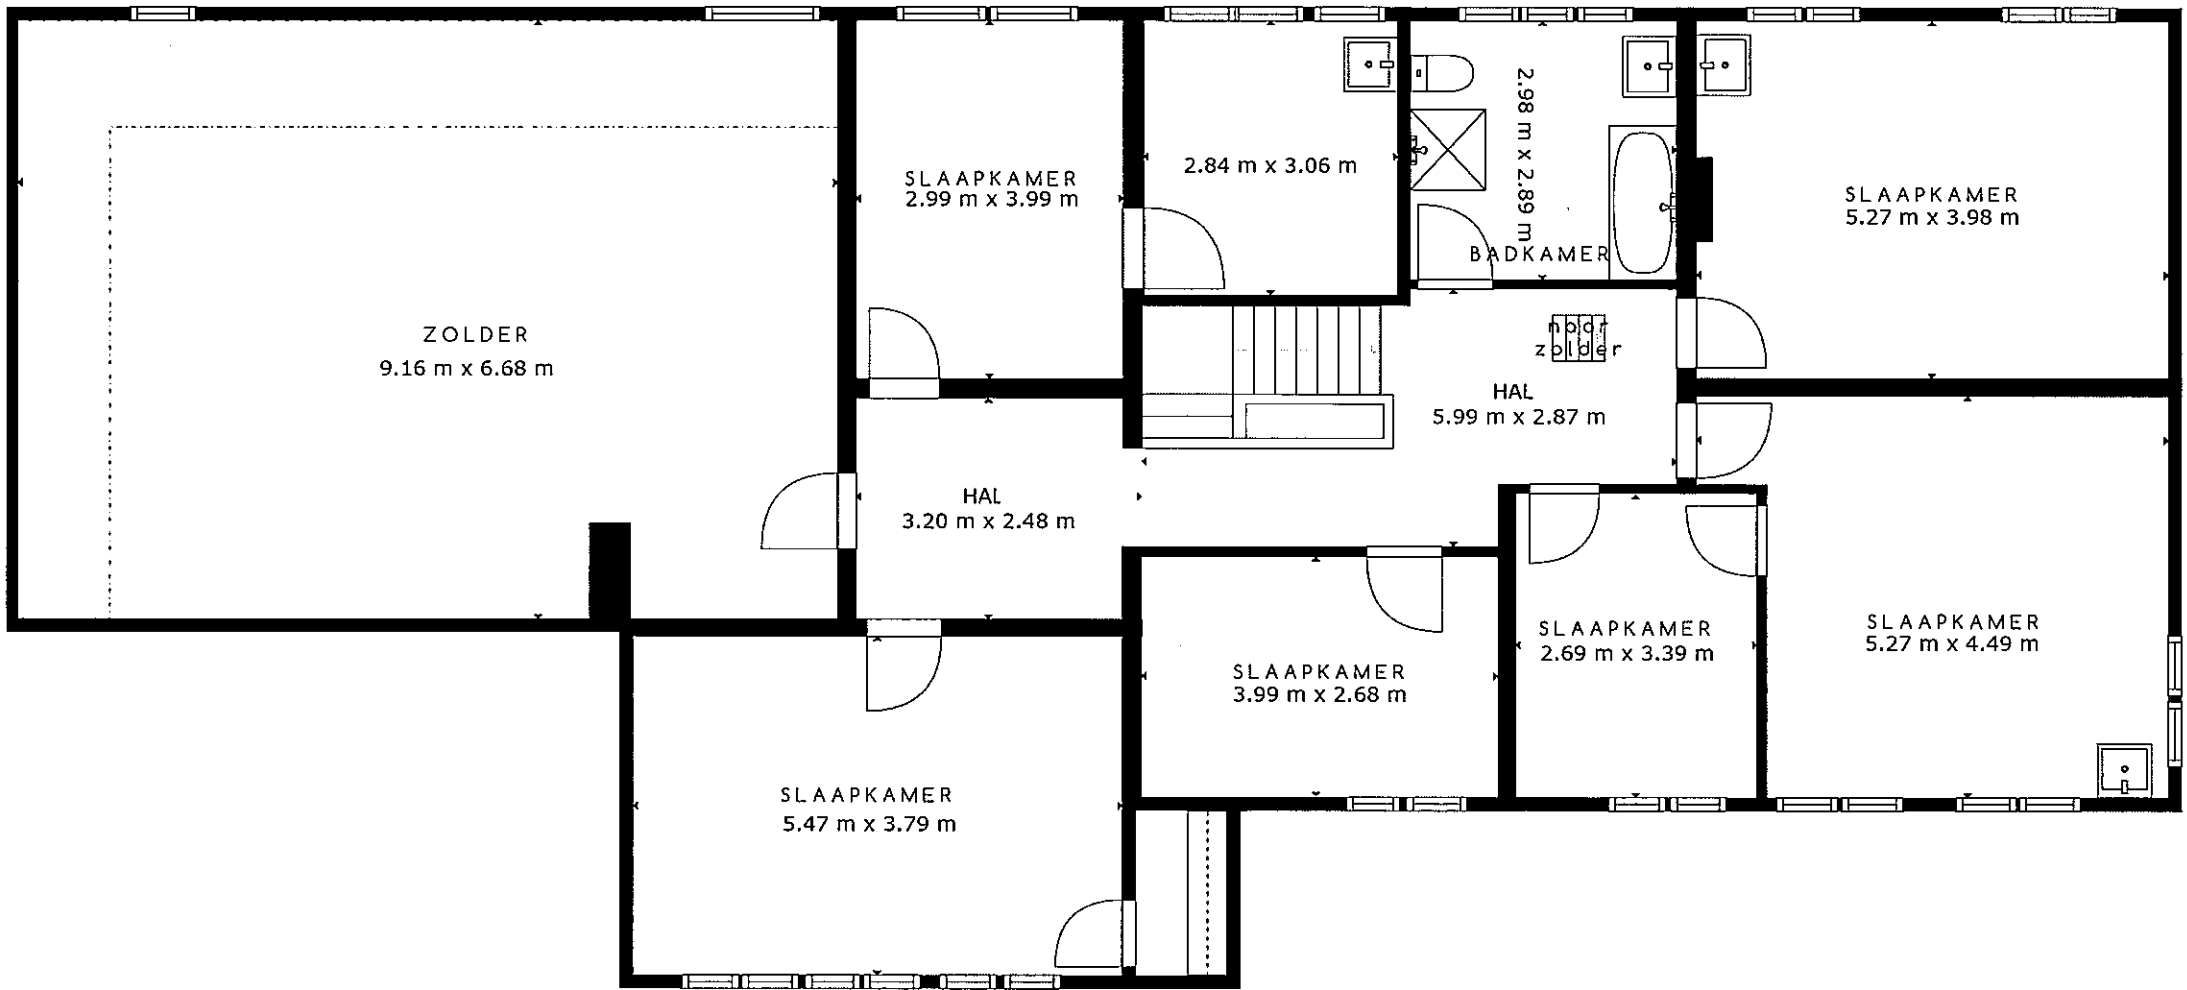 SLAAPKAMER
2.99 m x 3.99 m
2.84 m x 3.06 m
2.98 m x 2.89 m
BADKAMER
SLAAPKAMER
5.27 m x 3.98 m
ZOLDER
9.16 m x 6.68 m
naar
zolder
HAL
5.99 m x 2.87 m
HAL
3.20 m x 2.48 m
SLAAPKAMER
3.99 m x 2.68 m
SLAAPKAMER
2.69 m x 3.39 m
SLAAPKAMER
5.27 m x 4.49 m
SLAAPKAMER
5.47 m x 3.79 m